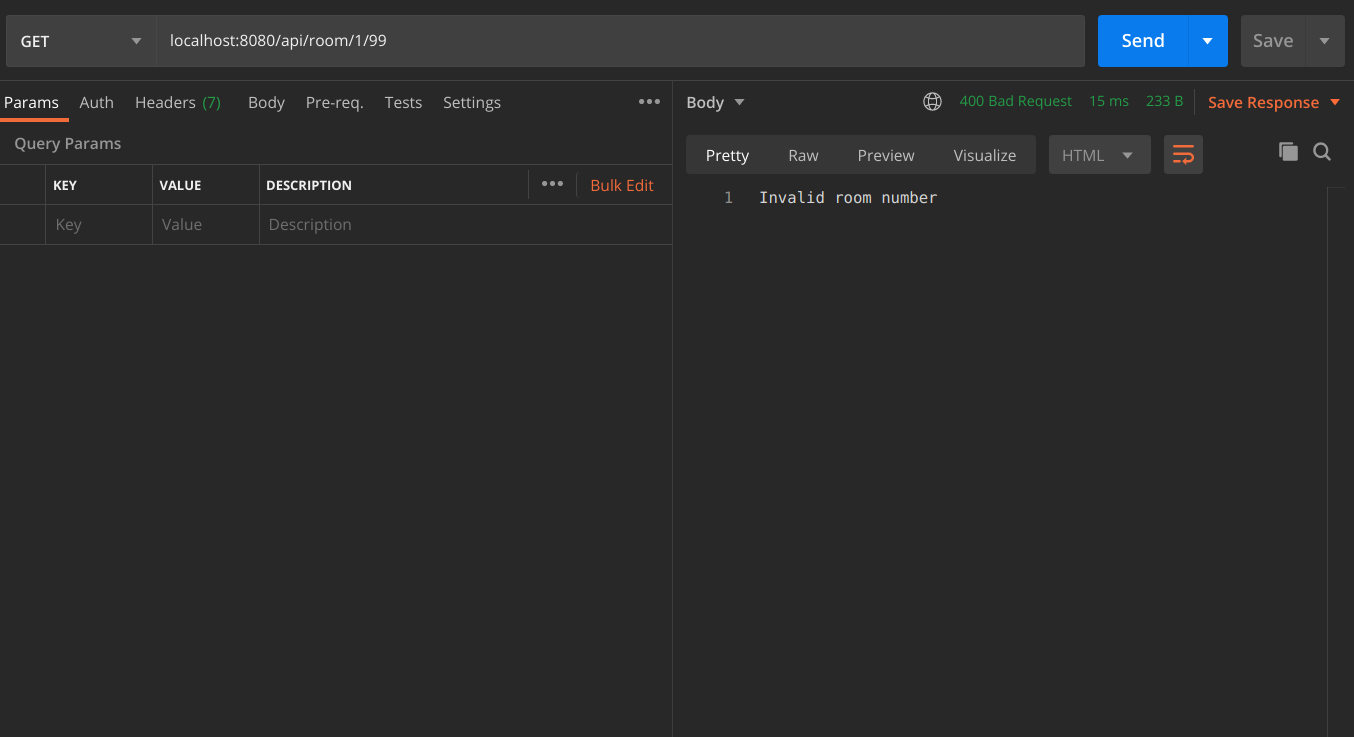 GET localhost:8080/api/room/1/99 Send Save
Params Auth Headers (7) Body Pre-req. Tests Settings
Body 400 Bad Request 15 ms 233 B Save Response
Query Params
Pretty Raw Preview Visualize HTML
KEY VALUE DESCRIPTION Bulk Edit
Key Value Description
1 Invalid room number